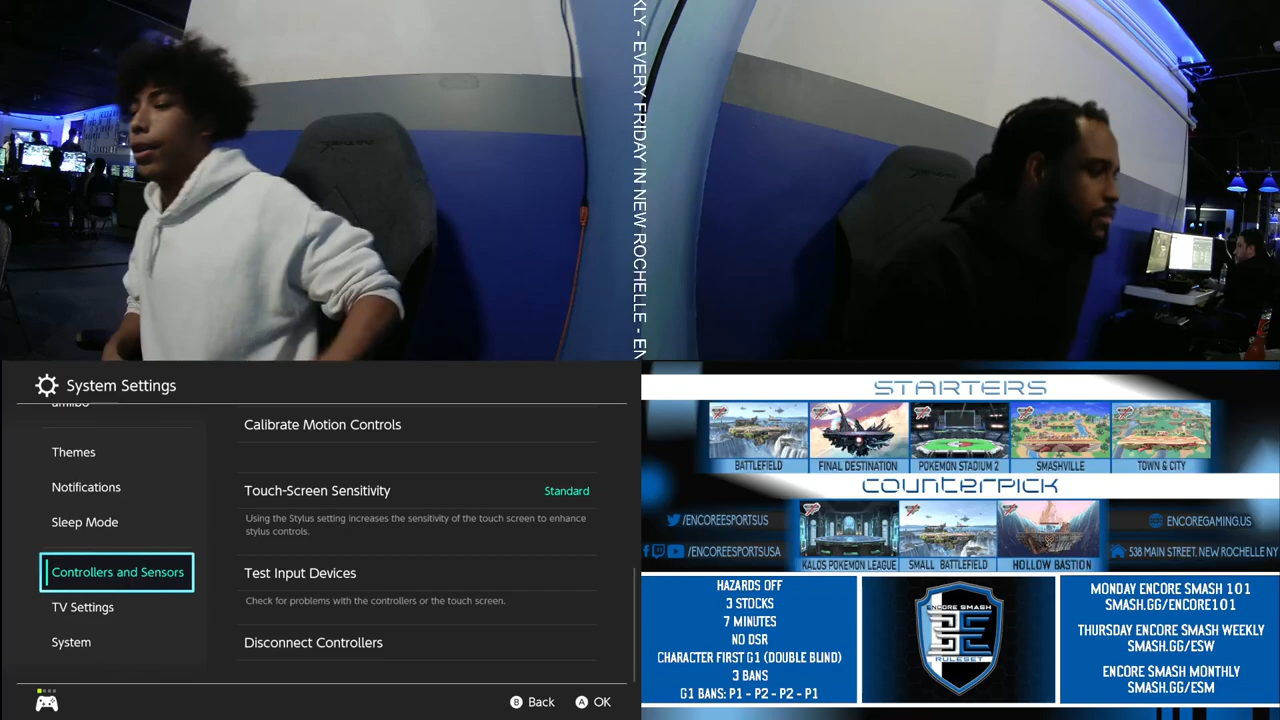 KLY - EVERY FRIDAY IN NEW ROCHELLE - EN
System Settings
amiibo
Themes
Notifications
Sleep Mode
Controllers and Sensors
TV Settings
System
Calibrate Motion Controls
Touch-Screen Sensitivity
Standard
Using the Stylus setting increases the sensitivity of the touch screen to enhance
stylus controls.
Test Input Devices
Check for problems with the controllers or the touch screen.
Disconnect Controllers
B Back
A OK
STARTERS
BATTLEFIELD
FINAL DESTINATION
POKEMON STADIUM 2
SMASHVILLE
TOWN & CITY
COUNTERPICK
/ENCOREESPORTSUS
/ENCOREESPORTSUSA
KALOS POKEMON LEAGUE
SMALL BATTLEFIELD
HOLLOW BASTION
ENCOREGAMING.US
538 MAIN STREET, NEW ROCHELLE NY
HAZARDS OFF
3 STOCKS
7 MINUTES
NO DSR
CHARACTER FIRST G1 (DOUBLE BLIND)
3 BANS
G1 BANS: P1 - P2 - P2 - P1
ENCORE SMASH
RULESET
MONDAY ENCORE SMASH 101
SMASH.GG/ENCORE101
THURSDAY ENCORE SMASH WEEKLY
SMASH.GG/ESW
ENCORE SMASH MONTHLY
SMASH.GG/ESM